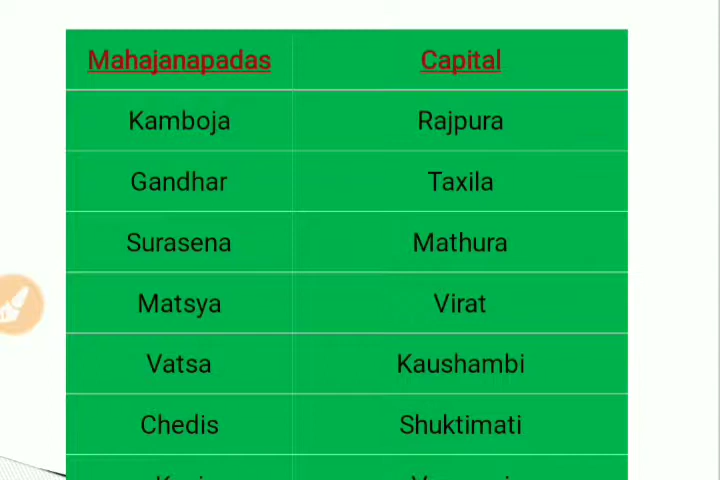 Mahajanapadas Capital
Kamboja Rajpura
Gandhar Taxila
Surasena Mathura
Matsya Virat
Vatsa Kaushambi
Chedis Shuktimati